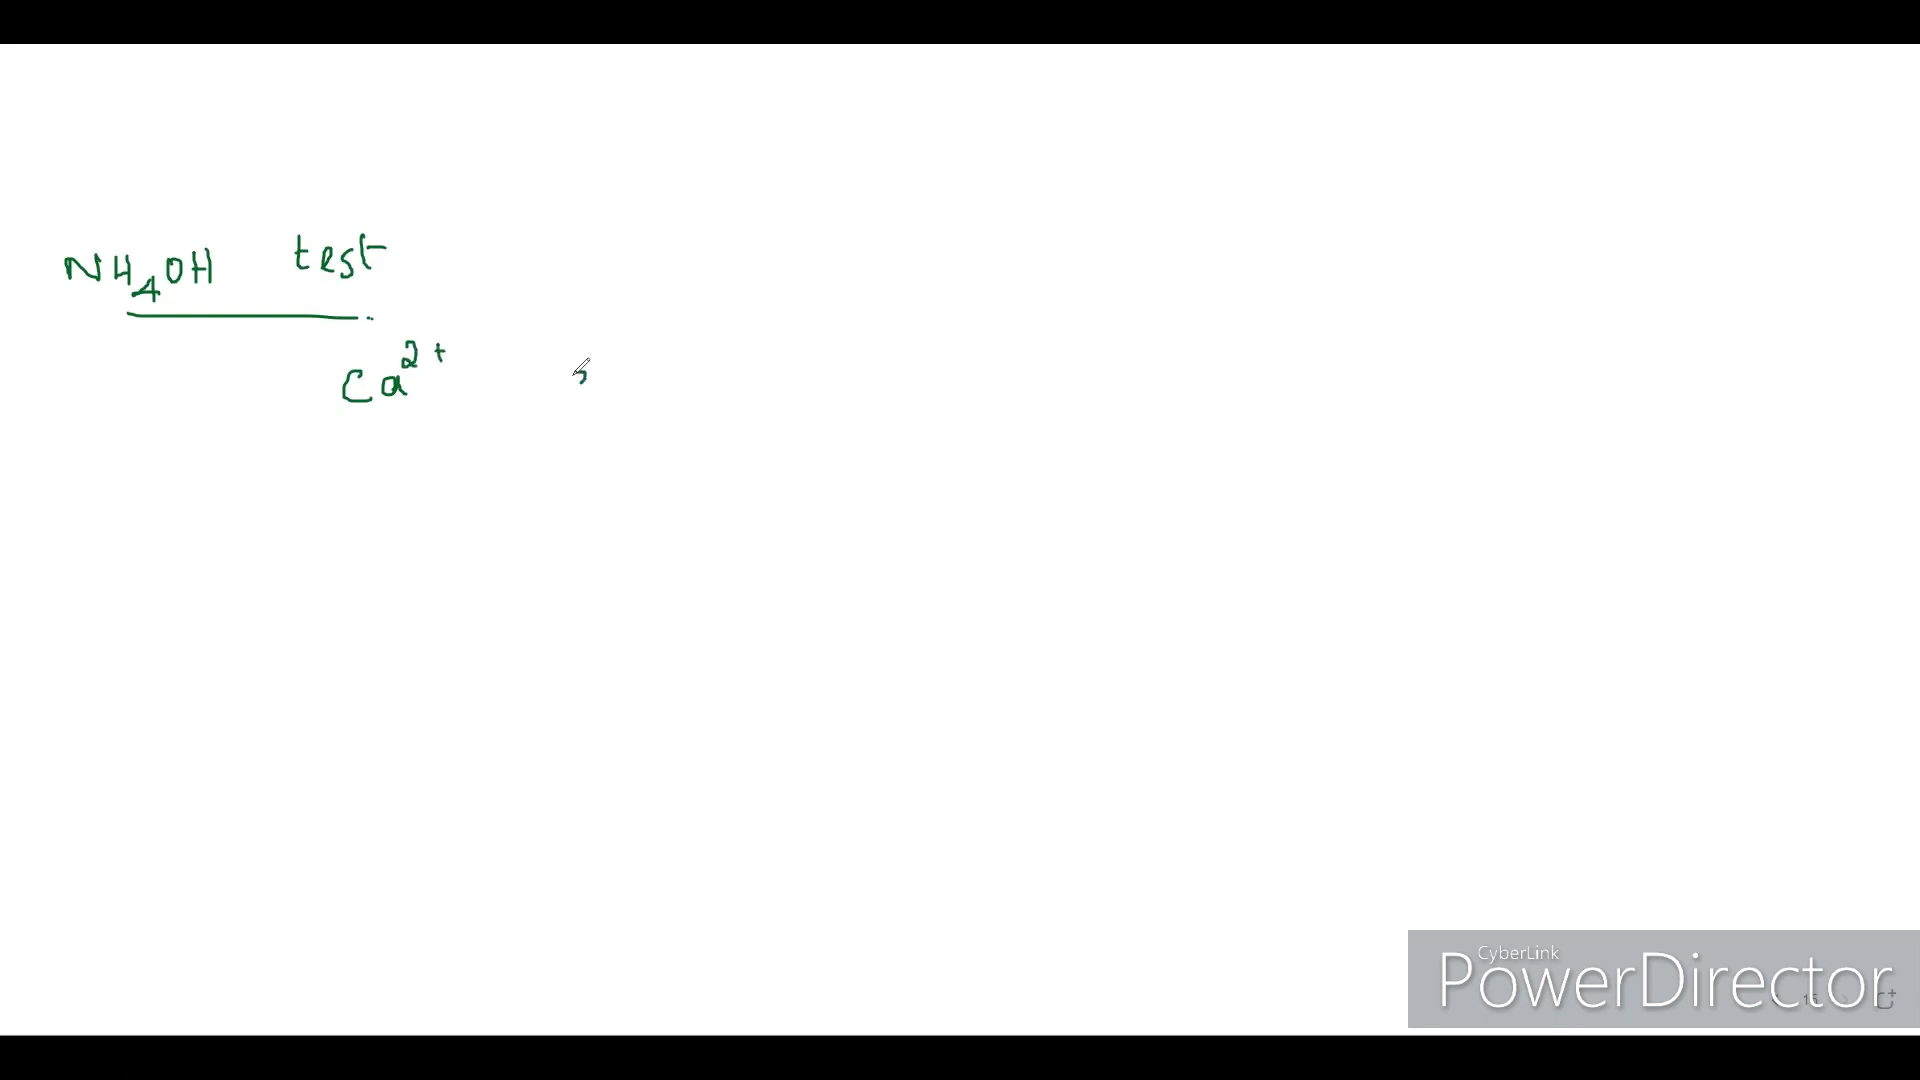 NH₄OH test
Ca²⁺
CyberLink
PowerDirector